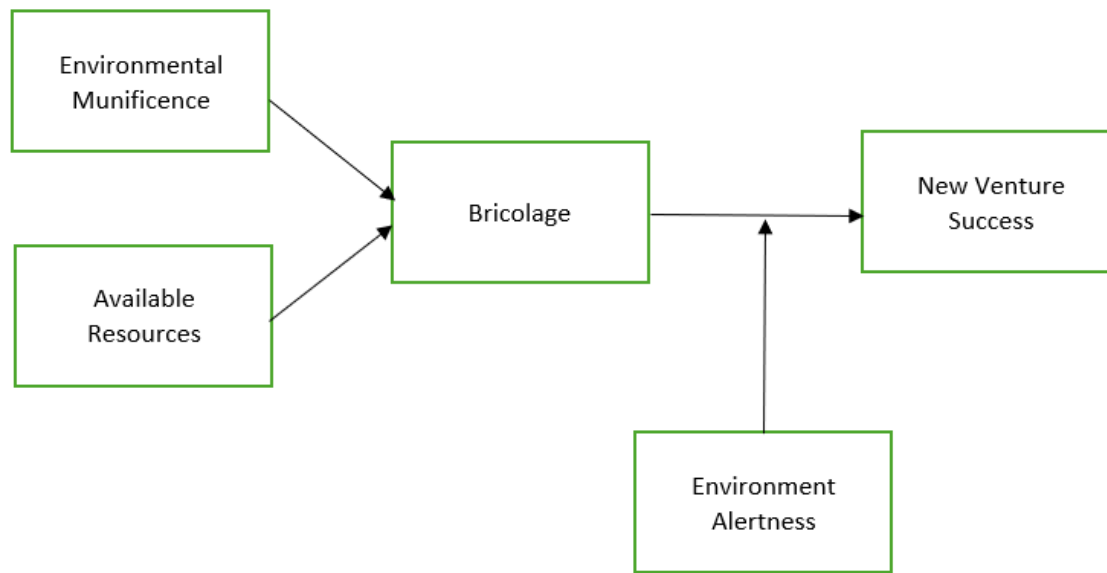 Environmental
Munificence
Available
Resources
Bricolage
New Venture
Success
Environment
Alertness